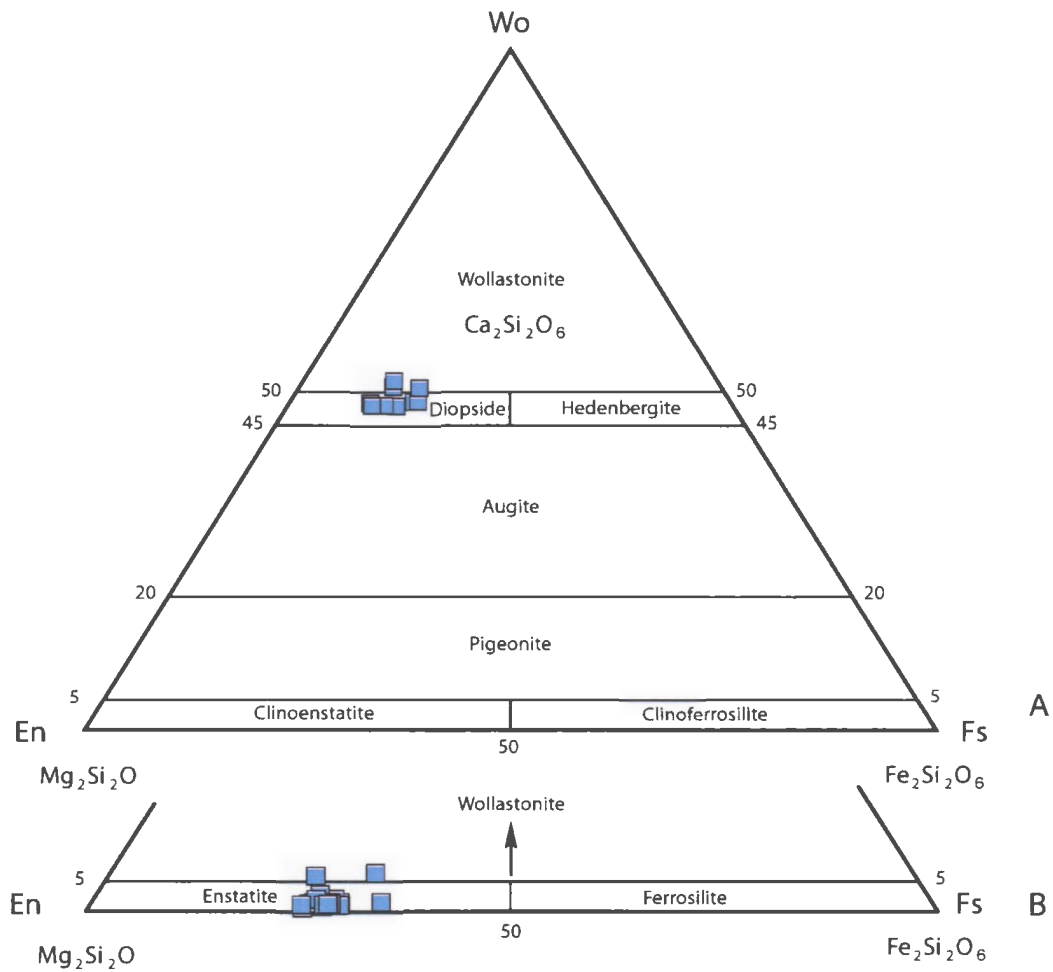 Wo
Wollastonite
Ca₂Si₂O₆
50 50
Diopside Hedenbergite
45 45
Augite
20 20
Pigeonite
5 5
Clinoenstatite Clinoferrosilite
A
En Fs
50
Mg₂Si₂O Fe₂Si₂O₆
Wollastonite
5 5
Enstatite Ferrosilite
En Fs B
50
Mg₂Si₂O Fe₂Si₂O₆